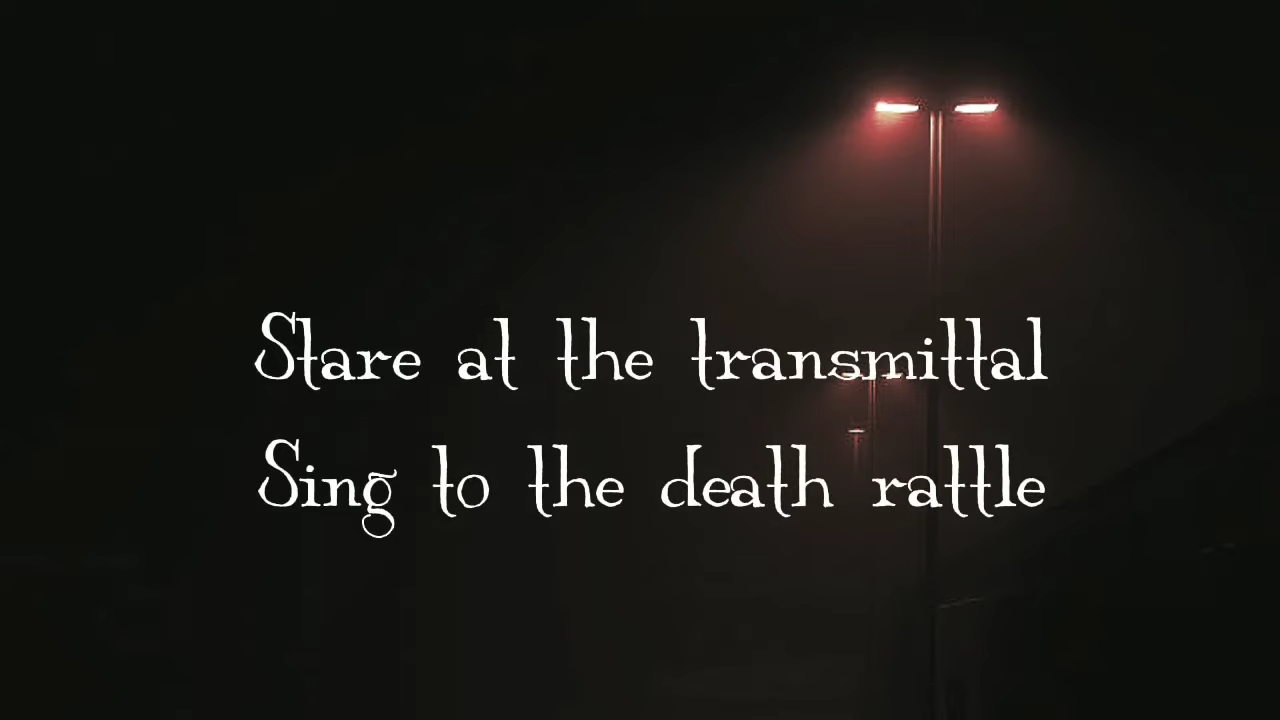 Stare at the transmittal
Sing to the death rattle